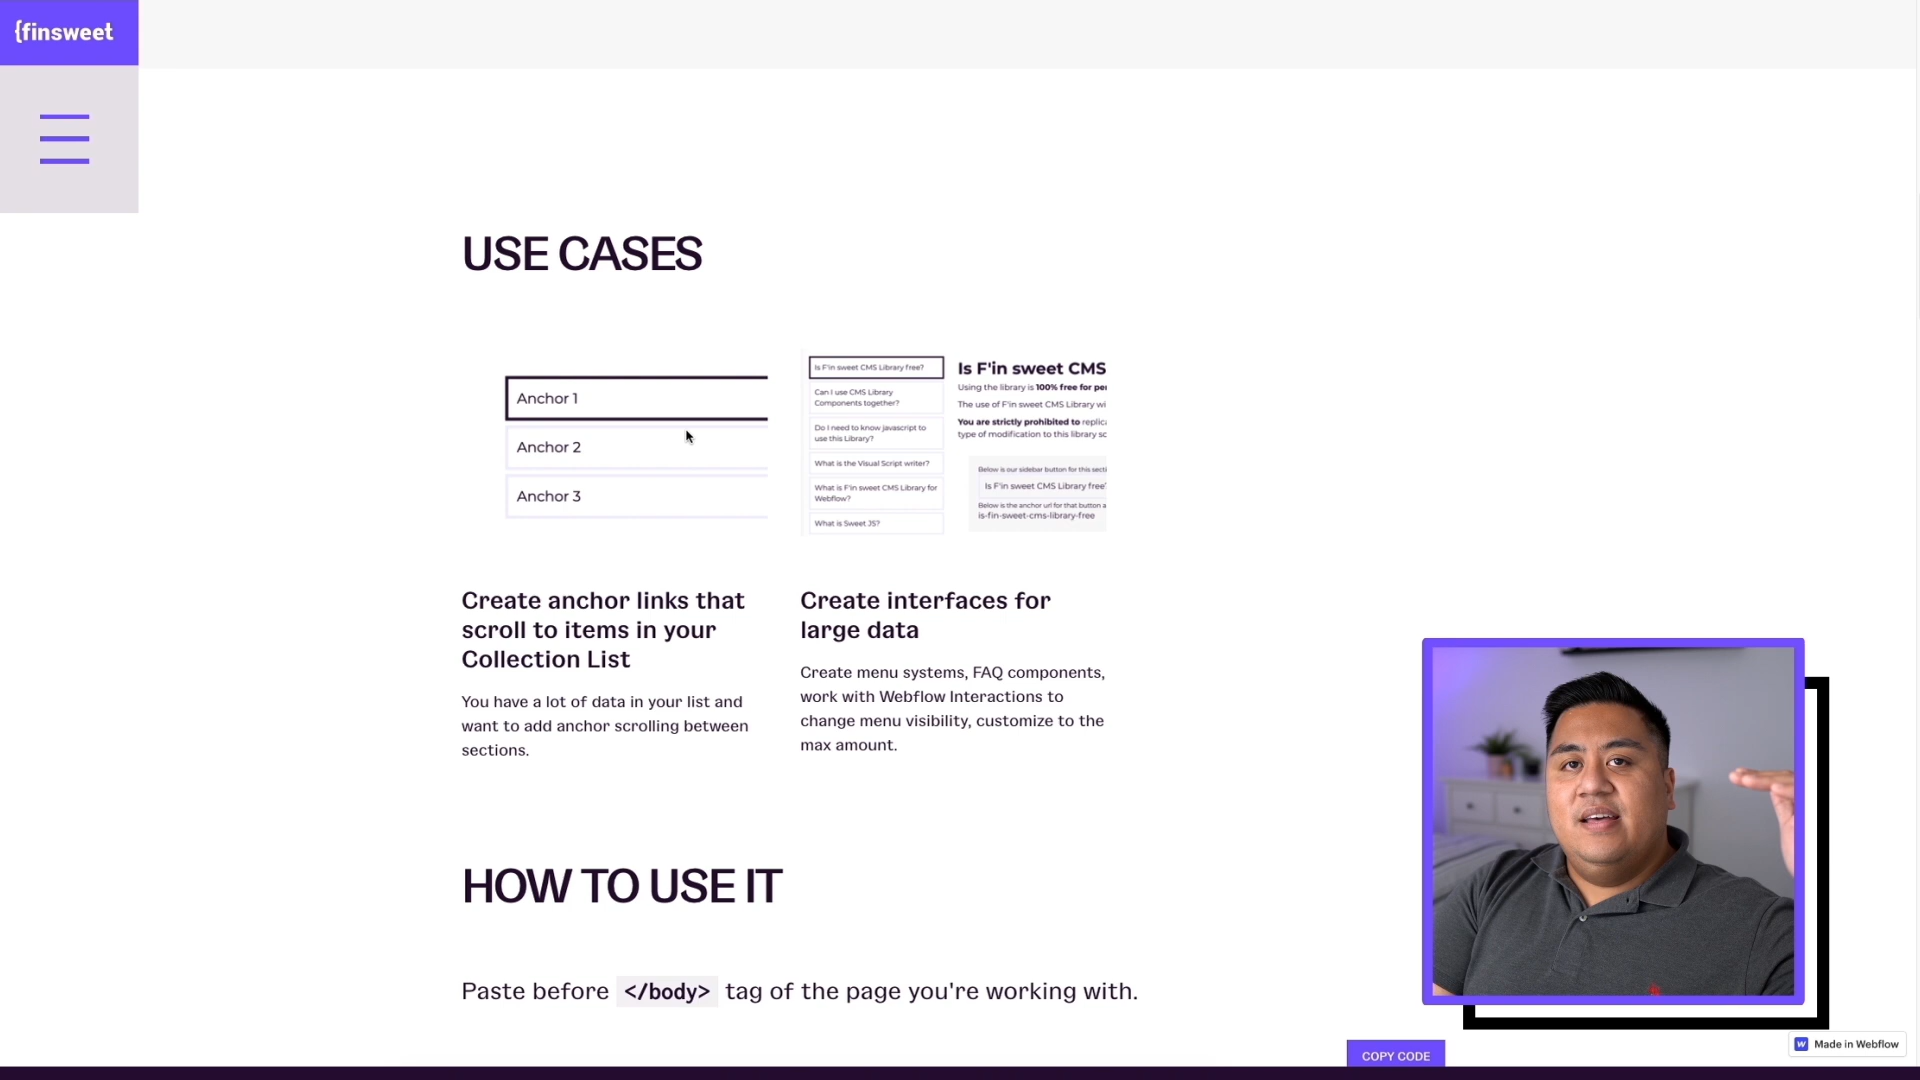 {finsweet
USE CASES
Anchor 1
Anchor 2
Anchor 3
Is F'in sweet CMS Library free?
Can I use CMS Library
Components together?
Do I need to know javascript to
use this Library?
What is the Visual Script writer?
What is F'in sweet CMS Library for
Webflow?
What is Sweet JS?
Is F'in sweet CMS
Using the library is 100% free for per
The use of F'in sweet CMS Library wi
You are strictly prohibited to replica
type of modification to this library sc
Below is our sidebar button for this secti
Is F'in sweet CMS Library free?
Below is the anchor url for that button a
is-fin-sweet-cms-library-free
Create anchor links that
scroll to items in your
Collection List
You have a lot of data in your list and
want to add anchor scrolling between
sections.
Create interfaces for
large data
Create menu systems, FAQ components,
work with Webflow Interactions to
change menu visibility, customize to the
max amount.
HOW TO USE IT
Paste before </body> tag of the page you're working with.
COPY CODE
Made in Webflow